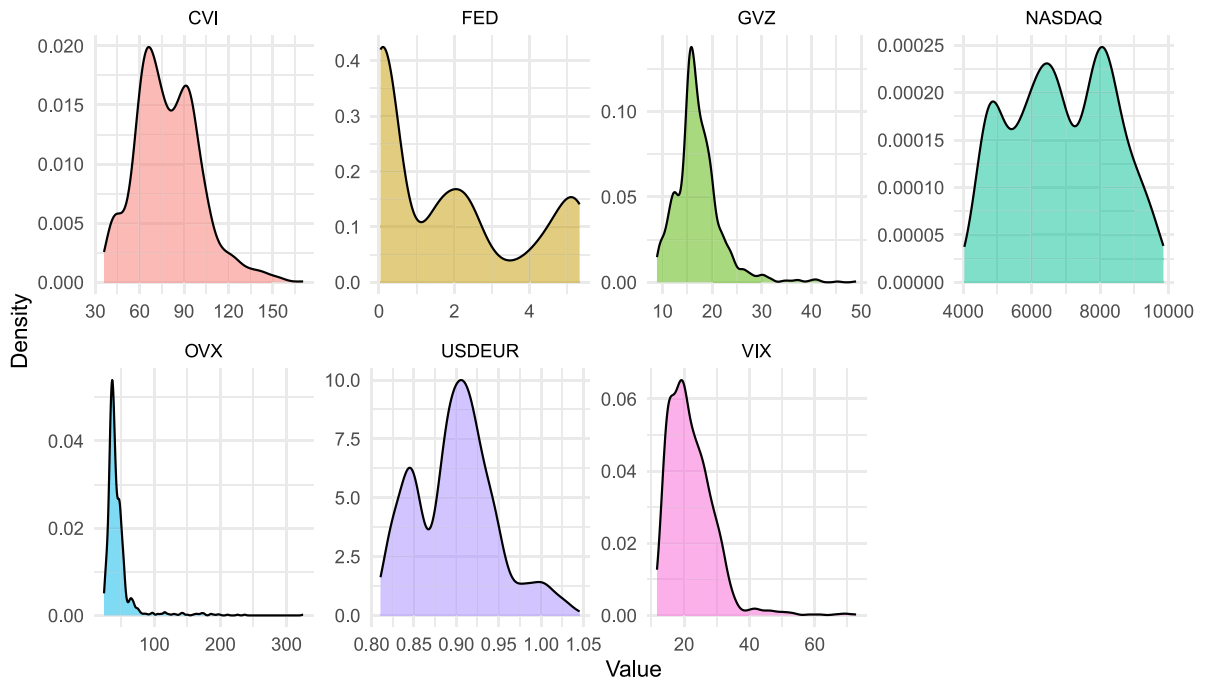 CVI FED GVZ NASDAQ
0.020 0.4 0.10 0.00025
0.015 0.3 0.05 0.00020
0.010 0.2 0.00 0.00015
0.005 0.1 0.00010
0.000 0.0 0.00005
0.00000
30 60 90 120 150 0 2 4 10 20 30 40 50 4000 6000 8000 10000
Density
OVX USDEUR VIX
0.04 10.0 0.06
0.02 7.5 0.04
0.00 5.0 0.02
2.5 0.00
0.0
100 200 300 0.80 0.85 0.90 0.95 1.00 1.05 20 40 60
Value